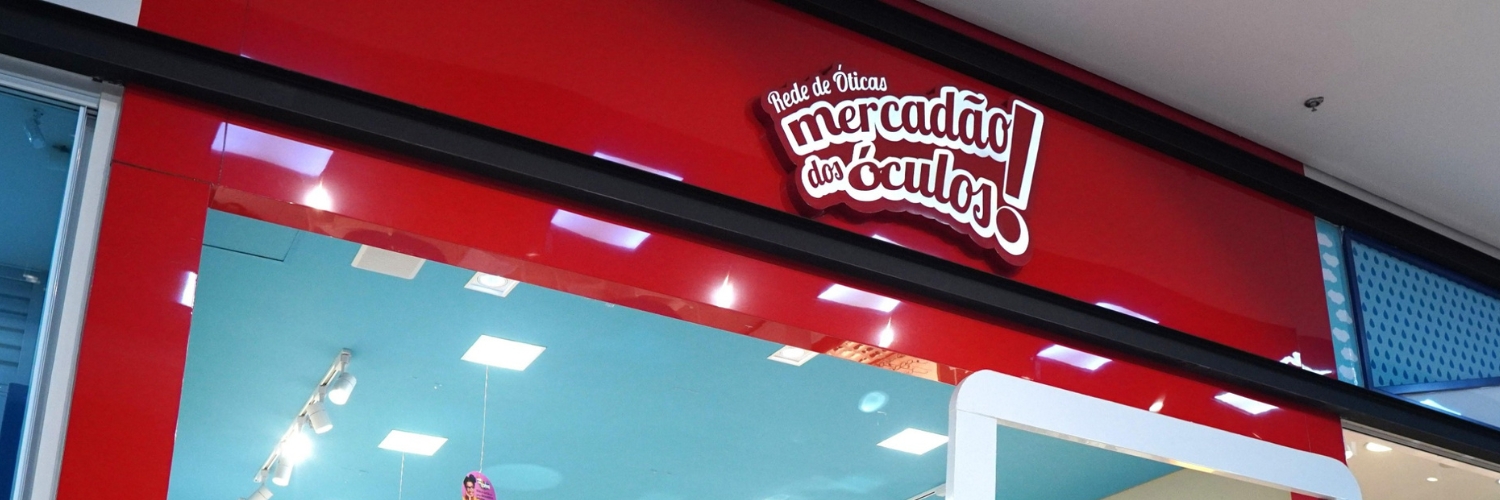 Rede de Óticas
mercadão!
dos óculos